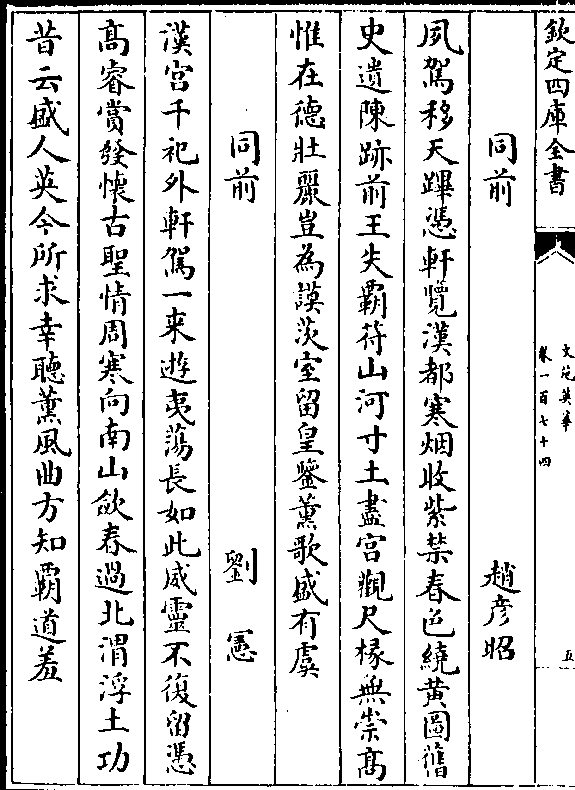 欽定四庫全書
文苑英華
卷一百七十四
五
同前 趙彦昭
夙駕移天蹕憑軒覽漢都寒烟收紫禁春色繞黄圖舊
史遺陳跡前王失霸符山河寸土盡宫觀尺椽無崇髙
惟在德壯麗豈為謨茨室留皇鑒薫歌盛有虞
同前 劉憲
漢宫千祀外軒駕一来遊夷蕩長如此威靈不復留憑
髙睿賞發懐古聖情周寒向南山斂春過北渭浮土功
昔云盛人英今所求幸聴薫風曲方知霸道羞